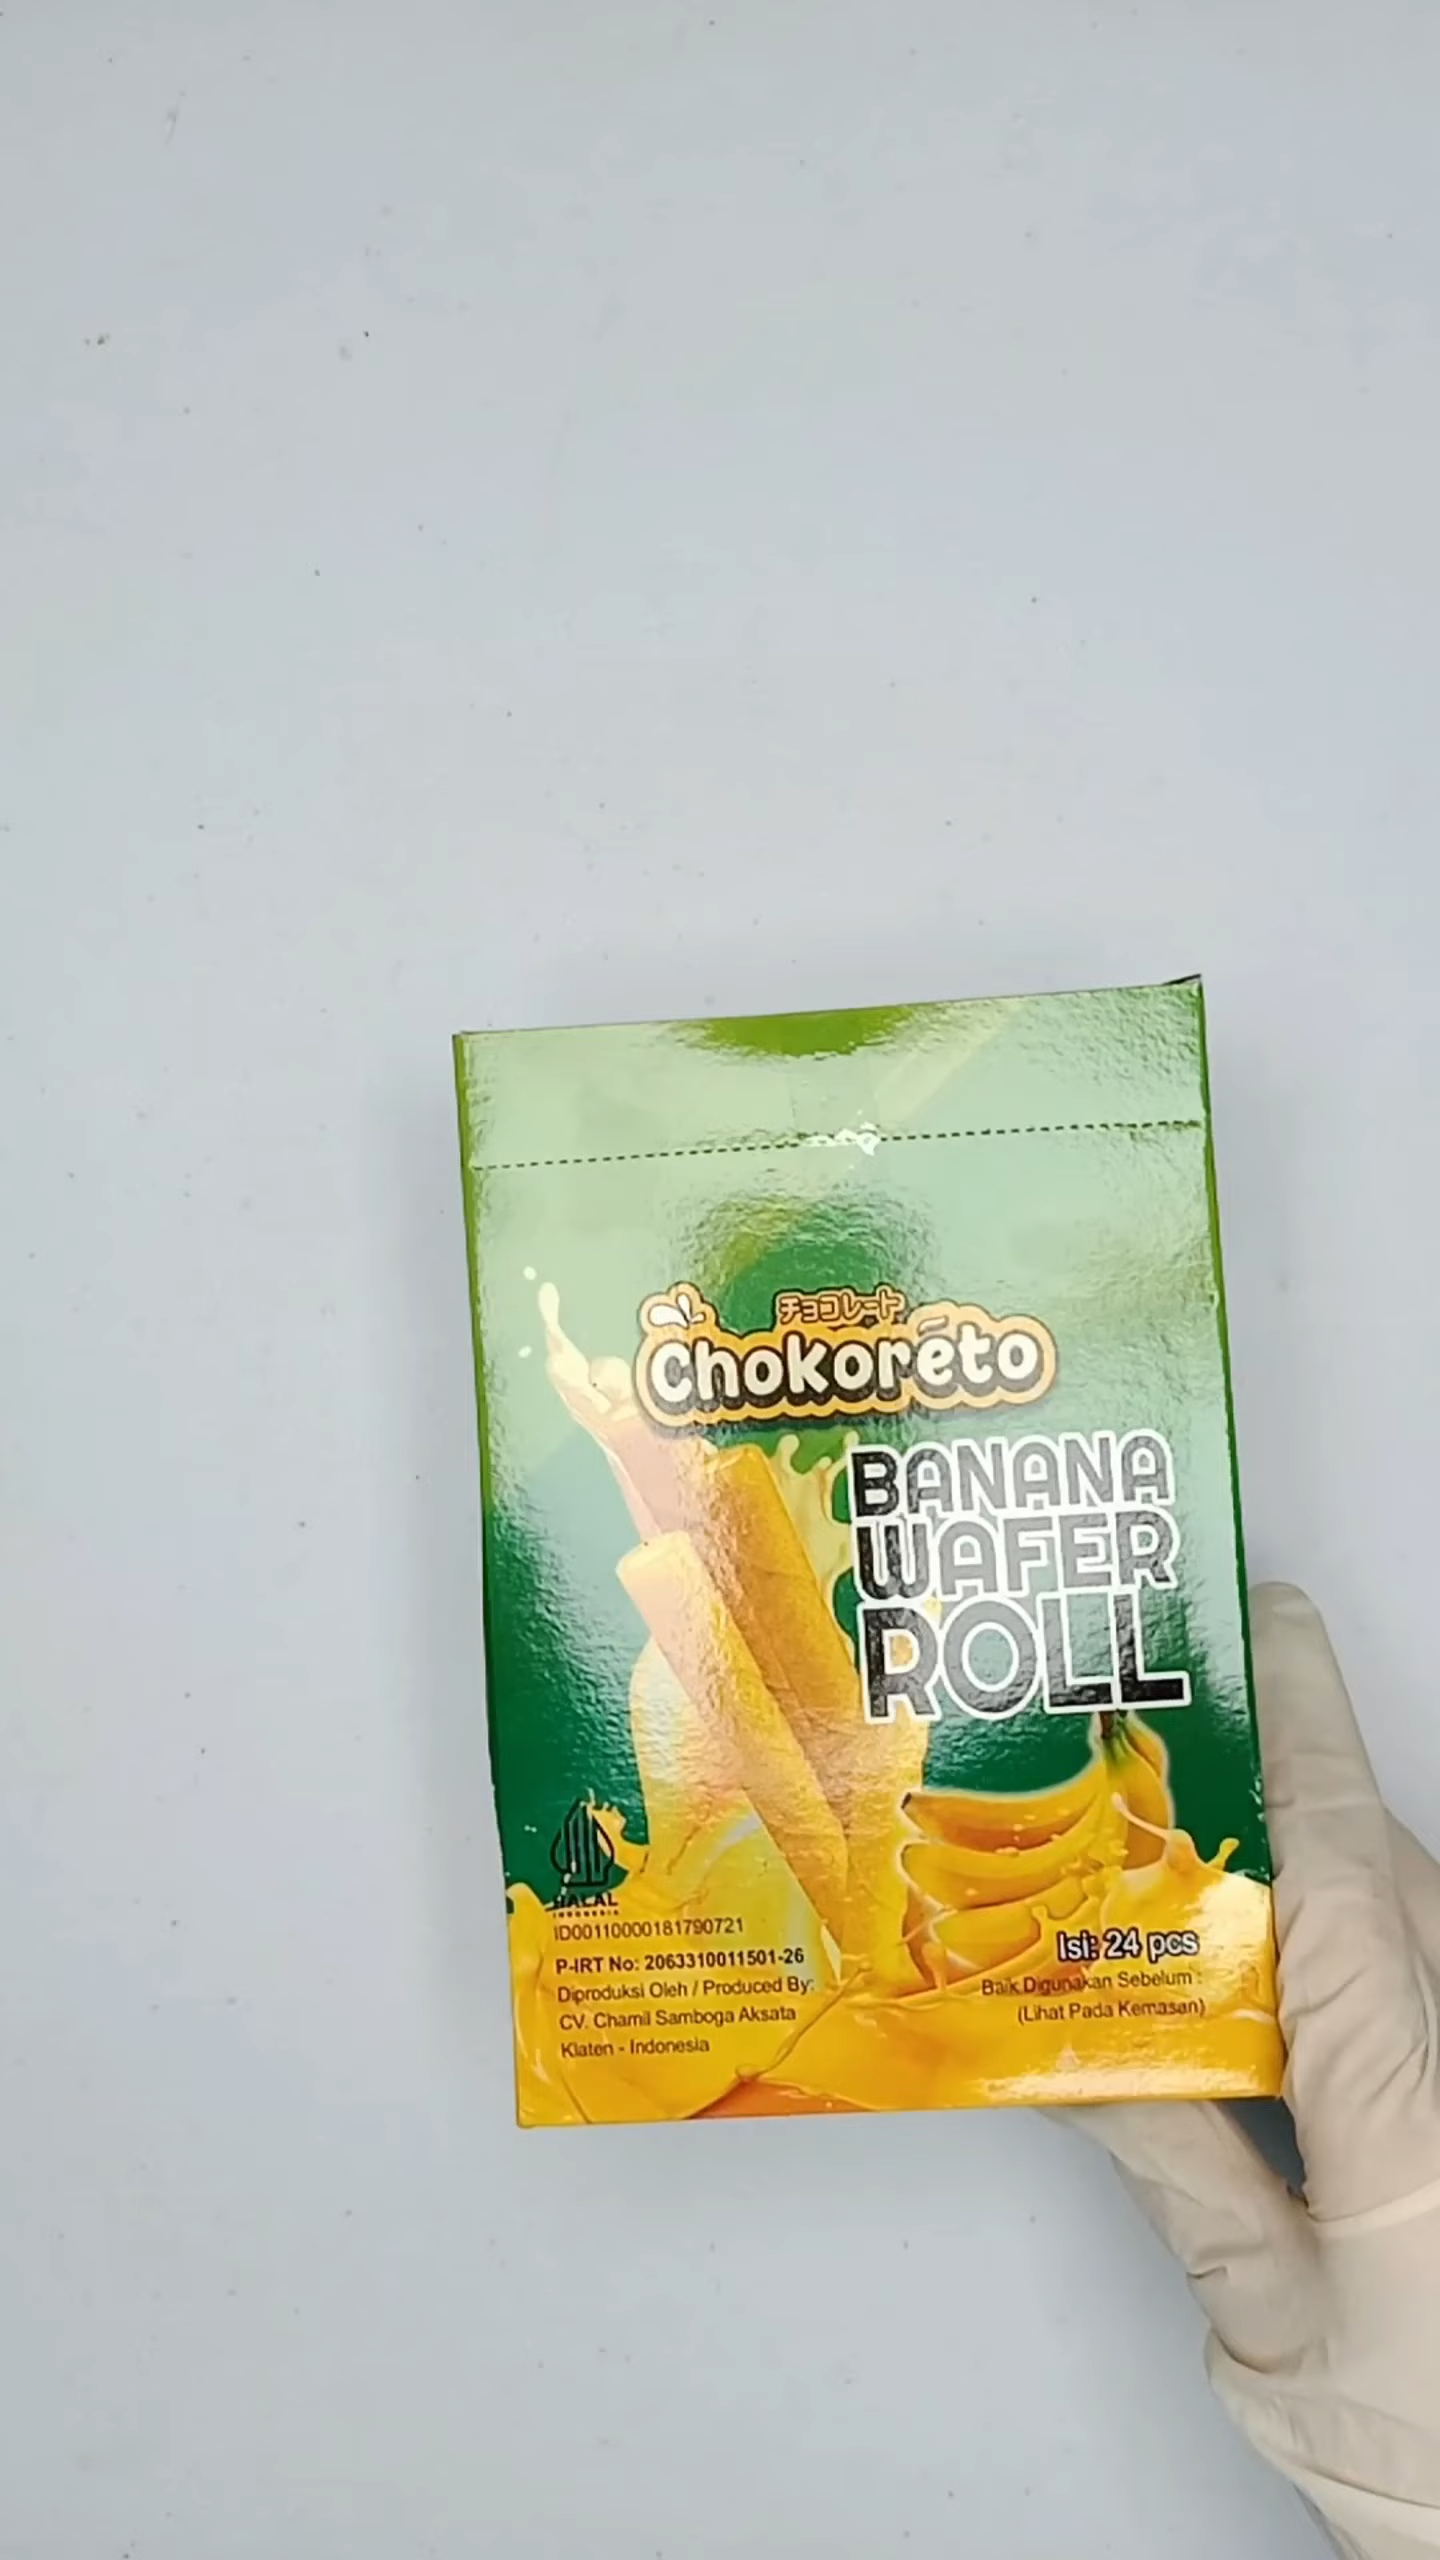 チョコレート
Chokoreto
BANANA
WAFER
ROLL
HALAL
INDONESIA
ID00110000181790721
P-IRT No: 2063310011501-26
Diproduksi Oleh / Produced By:
CV. Chamil Samboga Aksata
Klaten - Indonesia
Isi: 24 pcs
Baik Digunakan Sebelum :
(Lihat Pada Kemasan)